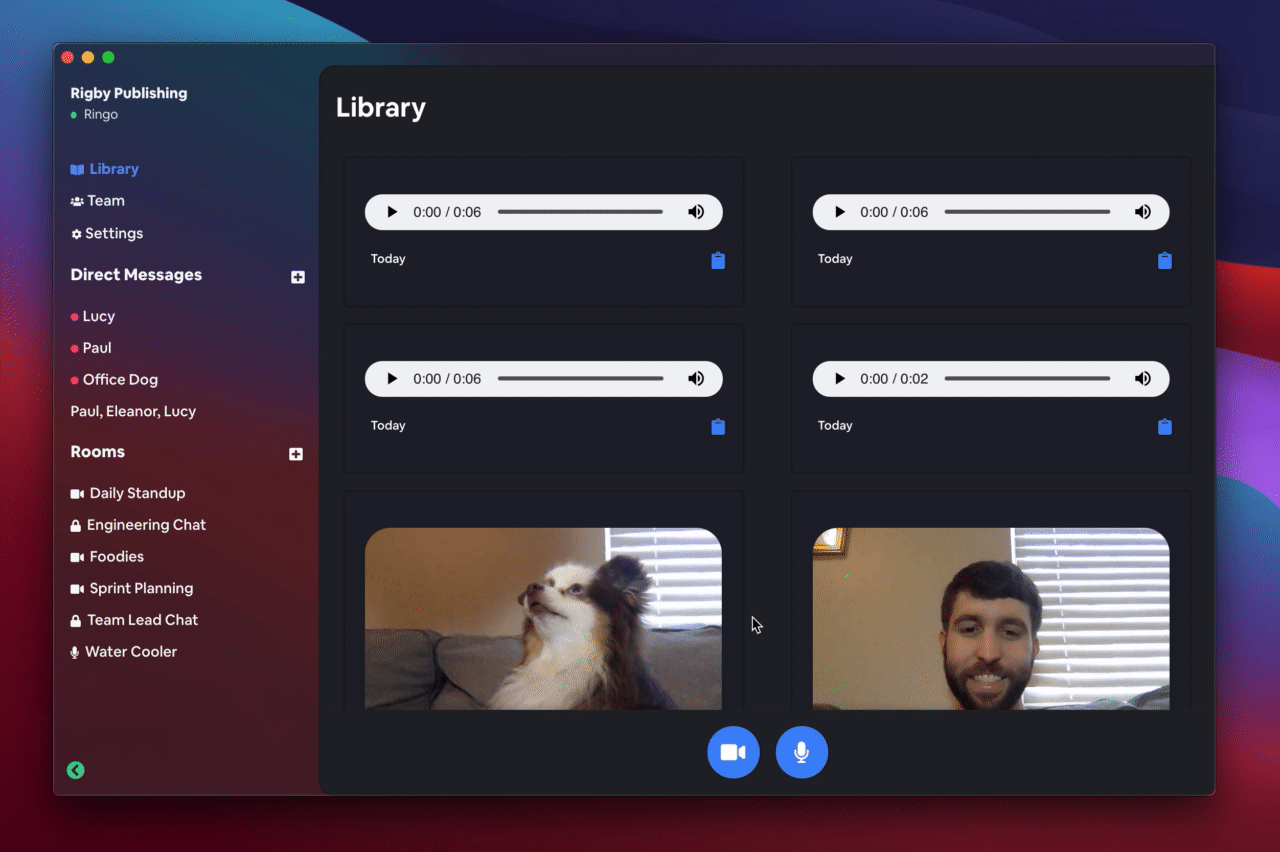 Rigby Publishing
Ringo
Library
Team
Settings
Direct Messages
Lucy
Paul
Office Dog
Paul, Eleanor, Lucy
Rooms
Daily Standup
Engineering Chat
Foodies
Sprint Planning
Team Lead Chat
Water Cooler
Library
0:00 / 0:06
Today
0:00 / 0:06
Today
0:00 / 0:06
Today
0:00 / 0:02
Today